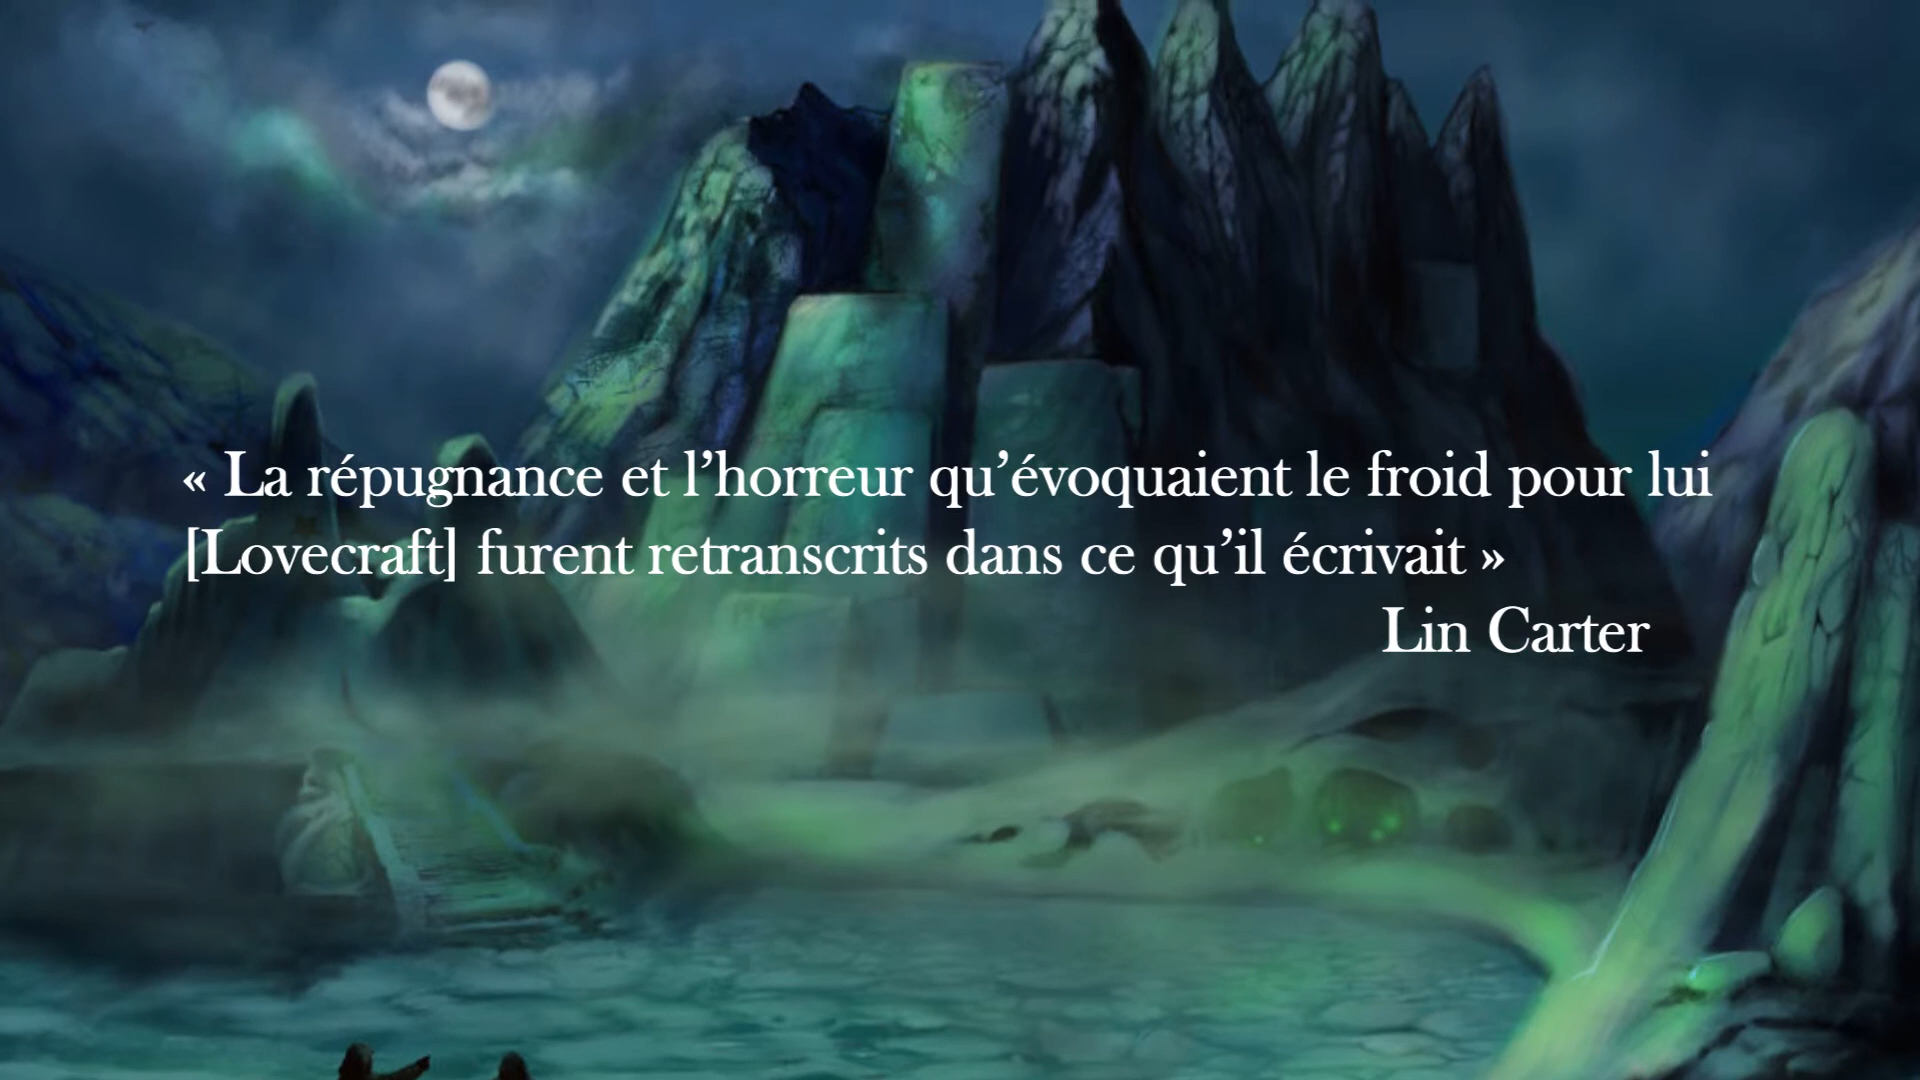 « La répugnance et l’horreur qu’évoquaient le froid pour lui
[Lovecraft] furent retranscrits dans ce qu’il écrivait »
Lin Carter